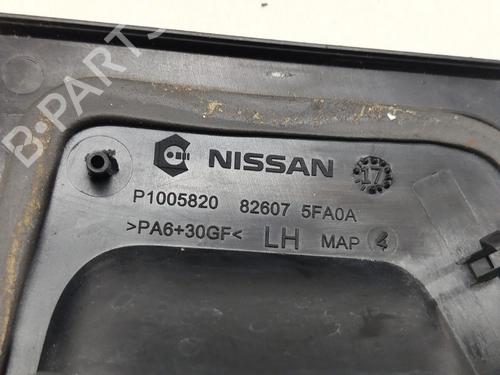 B-PARTS
NISSAN 17
P1005820 82607 5FA0A
>PA6+30GF< LH MAP 4